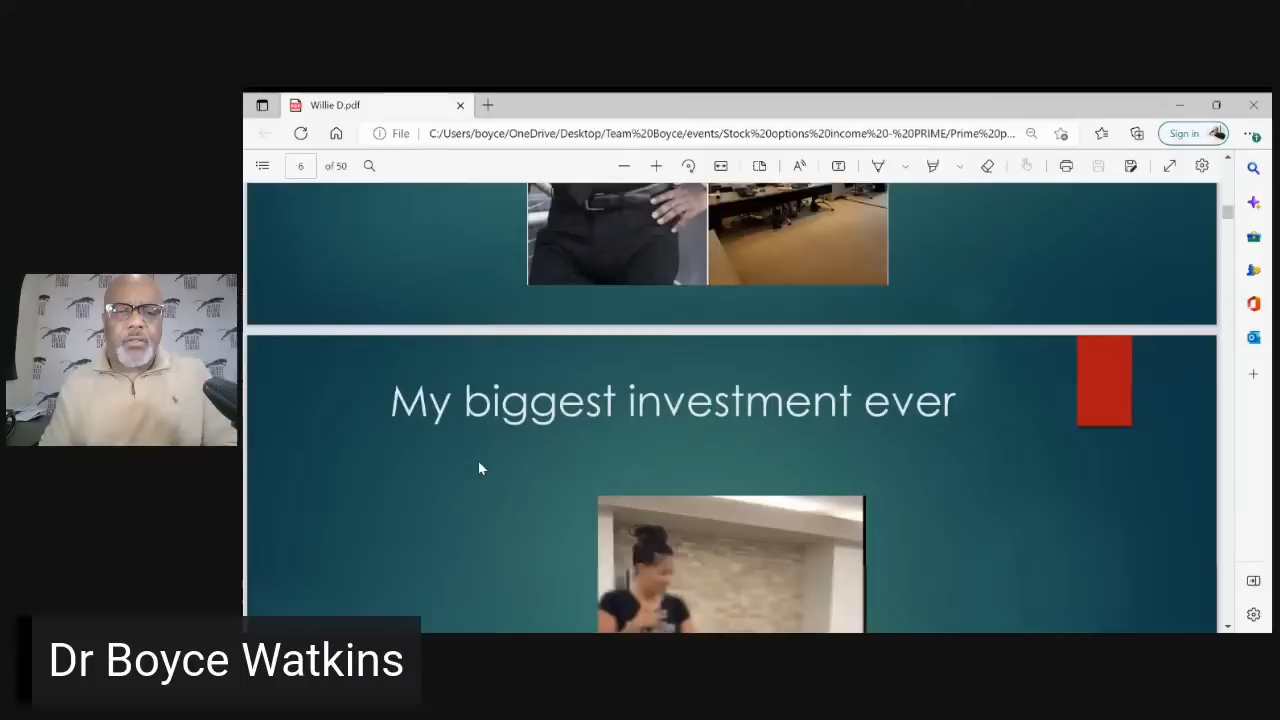 Willie D.pdf
File
C:/Users/boyce/OneDrive/Desktop/Team%20Boyce/events/Stock%20options%20income%20-%20PRIME/Prime%20p...
Sign in
6
of 50
My biggest investment ever
Dr Boyce Watkins